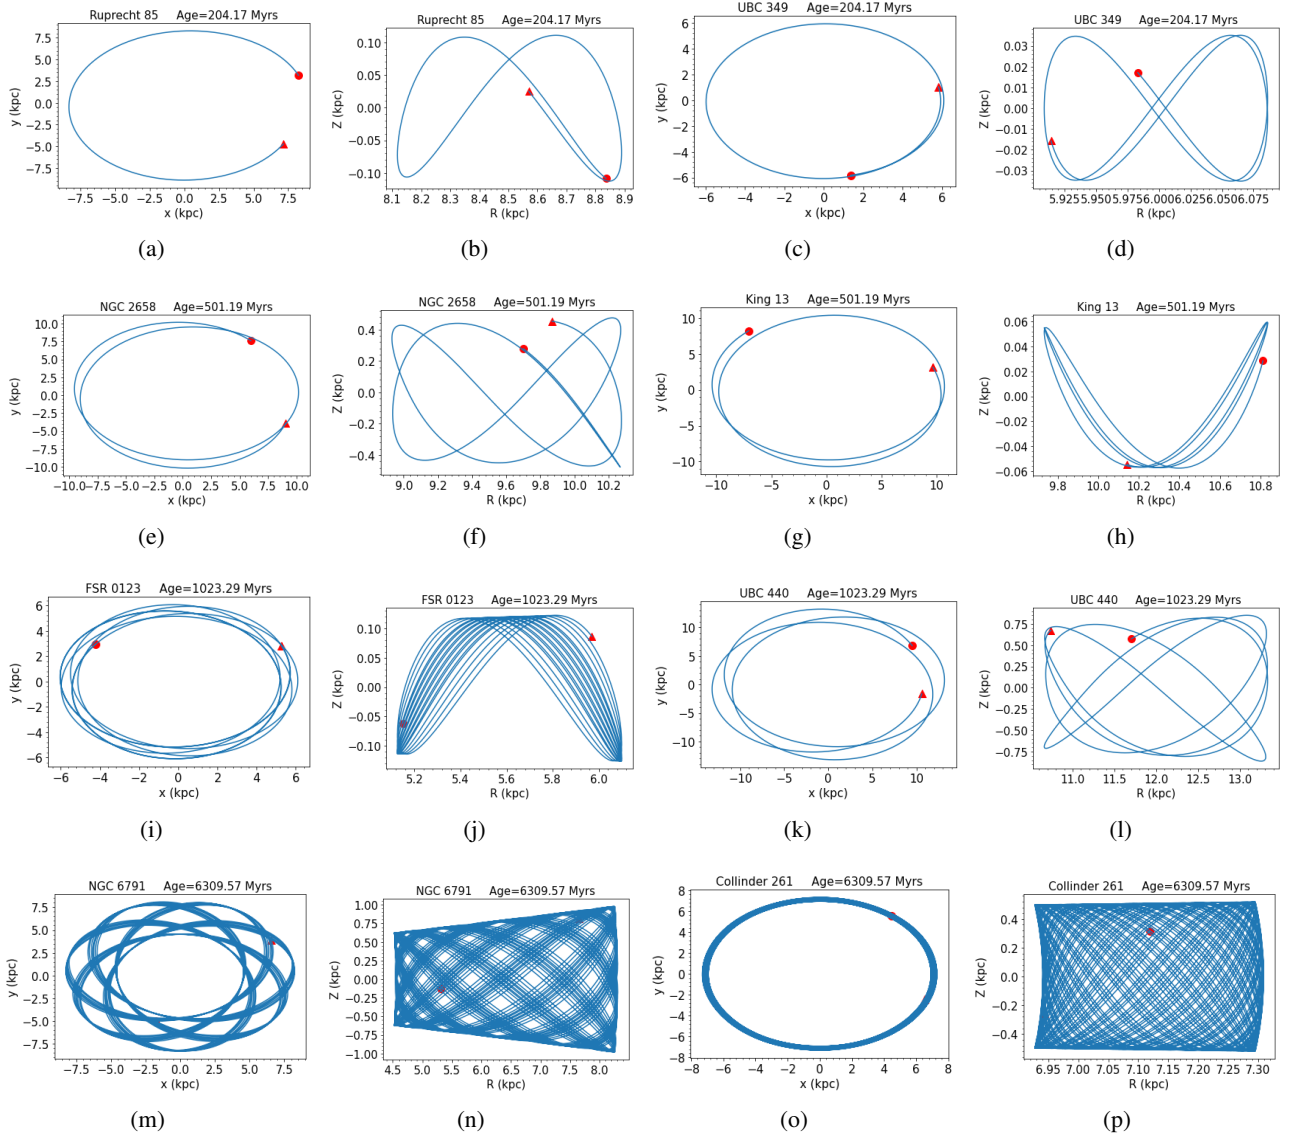 Ruprecht 85 Age=204.17 Myrs
7.5
5.0
2.5
0.0
−2.5
−5.0
−7.5
y (kpc)
−5.0 −2.5 0.0 2.5 5.0 7.5
x (kpc)
(a)
Ruprecht 85 Age=204.17 Myrs
0.10
0.05
0.00
−0.05
−0.10
Z (kpc)
8.1 8.2 8.3 8.4 8.5 8.6 8.7 8.8 8.9
R (kpc)
(b)
UBC 349 Age=204.17 Myrs
6
4
2
0
−2
−4
−6
y (kpc)
−6 −4 −2 0 2 4 6
x (kpc)
(c)
UBC 349 Age=204.17 Myrs
0.03
0.02
0.01
0.00
−0.01
−0.02
−0.03
Z (kpc)
5.925 5.950 5.975 6.000 6.025 6.050 6.075
R (kpc)
(d)
NGC 2658 Age=501.19 Myrs
10.0
7.5
5.0
2.5
0.0
−2.5
−5.0
−7.5
−10.0
y (kpc)
−10.0 −7.5 −5.0 −2.5 0.0 2.5 5.0 7.5 10.0
x (kpc)
(e)
NGC 2658 Age=501.19 Myrs
0.4
0.2
0.0
−0.2
−0.4
Z (kpc)
9.0 9.2 9.4 9.6 9.8 10.0 10.2
R (kpc)
(f)
King 13 Age=501.19 Myrs
10
5
0
−5
−10
y (kpc)
−10 −5 0 5 10
x (kpc)
(g)
King 13 Age=501.19 Myrs
0.06
0.04
0.02
0.00
−0.02
−0.04
−0.06
Z (kpc)
9.8 10.0 10.2 10.4 10.6 10.8
R (kpc)
(h)
FSR 0123 Age=1023.29 Myrs
6
4
2
0
−2
−4
−6
y (kpc)
−6 −4 −2 0 2 4 6
x (kpc)
(i)
FSR 0123 Age=1023.29 Myrs
0.10
0.05
0.00
−0.05
−0.10
Z (kpc)
5.2 5.4 5.6 5.8 6.0
R (kpc)
(j)
UBC 440 Age=1023.29 Myrs
10
5
0
−5
−10
y (kpc)
−10 −5 0 5 10
x (kpc)
(k)
UBC 440 Age=1023.29 Myrs
0.75
0.50
0.25
0.00
−0.25
−0.50
−0.75
Z (kpc)
11.0 11.5 12.0 12.5 13.0
R (kpc)
(l)
NGC 6791 Age=6309.57 Myrs
7.5
5.0
2.5
0.0
−2.5
−5.0
−7.5
y (kpc)
−7.5 −5.0 −2.5 0.0 2.5 5.0 7.5
x (kpc)
(m)
NGC 6791 Age=6309.57 Myrs
1.00
0.75
0.50
0.25
0.00
−0.25
−0.50
−0.75
−1.00
Z (kpc)
4.5 5.0 5.5 6.0 6.5 7.0 7.5 8.0
R (kpc)
(n)
Collinder 261 Age=6309.57 Myrs
8
6
4
2
0
−2
−4
−6
−8
y (kpc)
−8 −6 −4 −2 0 2 4 6 8
x (kpc)
(o)
Collinder 261 Age=6309.57 Myrs
0.4
0.2
0.0
−0.2
−0.4
Z (kpc)
6.95 7.00 7.05 7.10 7.15 7.20 7.25 7.30
R (kpc)
(p)